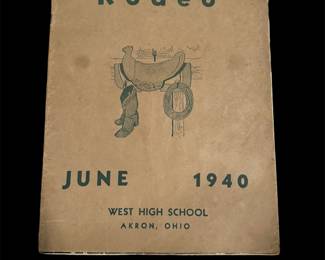 Rodeo
JUNE 1940
WEST HIGH SCHOOL
AKRON, OHIO